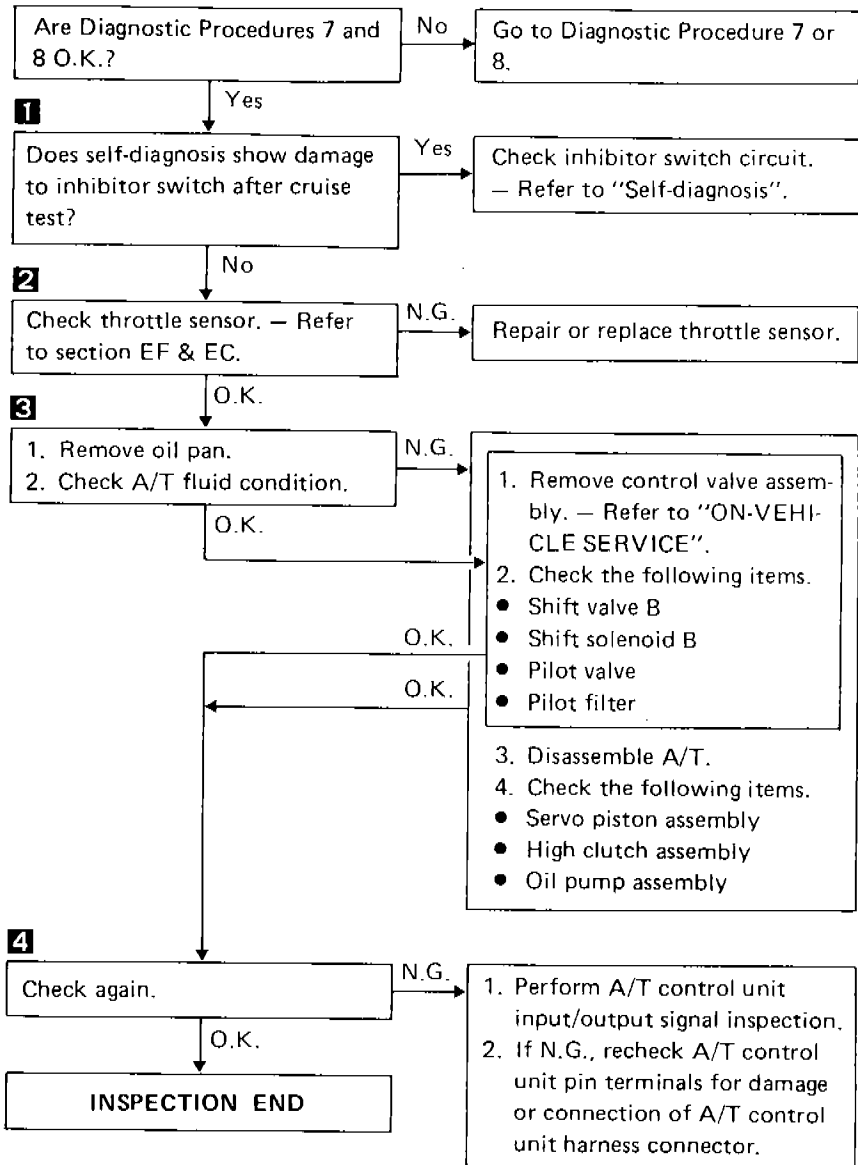 Are Diagnostic Procedures 7 and
8 O.K.?
No
Go to Diagnostic Procedure 7 or
8.
Yes
1
Does self-diagnosis show damage
to inhibitor switch after cruise
test?
Yes
Check inhibitor switch circuit.
— Refer to "Self-diagnosis".
No
2
Check throttle sensor. — Refer
to section EF & EC.
N.G.
Repair or replace throttle sensor.
O.K.
3
1. Remove oil pan.
2. Check A/T fluid condition.
N.G.
O.K.
1. Remove control valve assem-
bly. — Refer to "ON-VEHI-
CLE SERVICE".
2. Check the following items.
● Shift valve B
● Shift solenoid B
● Pilot valve
● Pilot filter
O.K.
O.K.
3. Disassemble A/T.
4. Check the following items.
● Servo piston assembly
● High clutch assembly
● Oil pump assembly
4
Check again.
N.G.
1. Perform A/T control unit
input/output signal inspection.
2. If N.G., recheck A/T control
unit pin terminals for damage
or connection of A/T control
unit harness connector.
O.K.
INSPECTION END